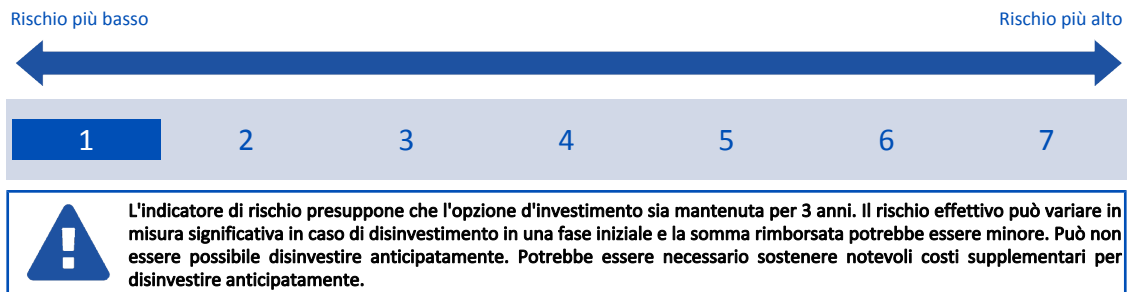 Rischio più basso Rischio più alto
1 2 3 4 5 6 7
L'indicatore di rischio presuppone che l'opzione d'investimento sia mantenuta per 3 anni. Il rischio effettivo può variare in
misura significativa in caso di disinvestimento in una fase iniziale e la somma rimborsata potrebbe essere minore. Può non
essere possibile disinvestire anticipatamente. Potrebbe essere necessario sostenere notevoli costi supplementari per
disinvestire anticipatamente.